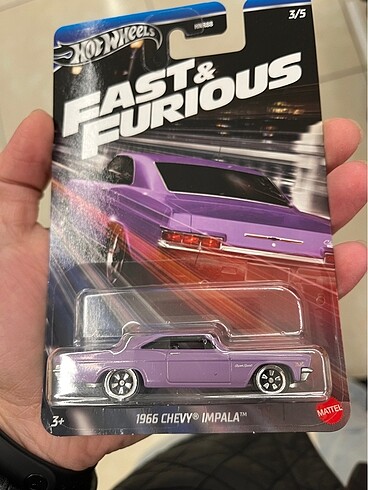 Hot Wheels
3/5
FAST &
FURIOUS
3+
1966 CHEVY® IMPALA™
MATTEL